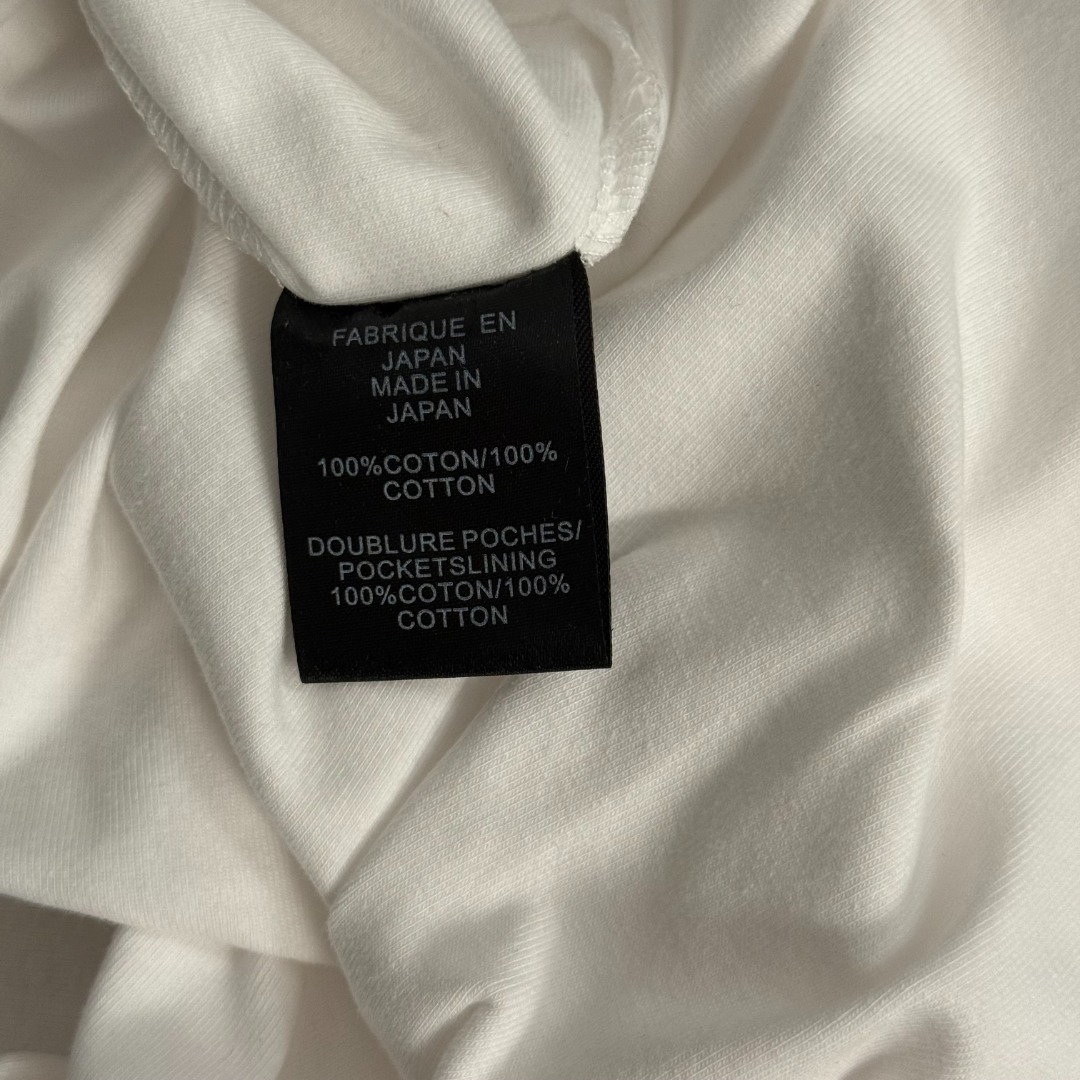 FABRIQUE EN
JAPAN
MADE IN
JAPAN
100%COTON/100%
COTTON
DOUBLURE POCHES/
POCKETSLINING
100%COTON/100%
COTTON